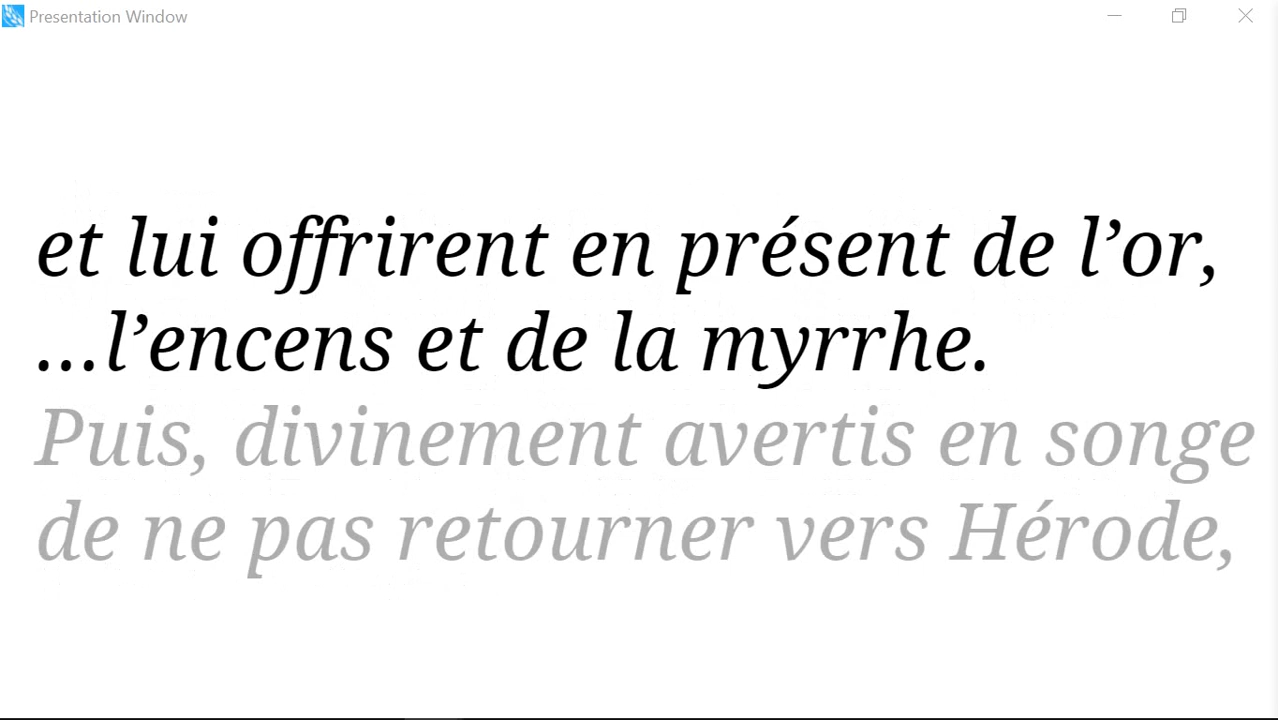 Presentation Window
et lui offrirent en présent de l’or,
…l’encens et de la myrrhe.
Puis, divinement avertis en songe
de ne pas retourner vers Hérode,